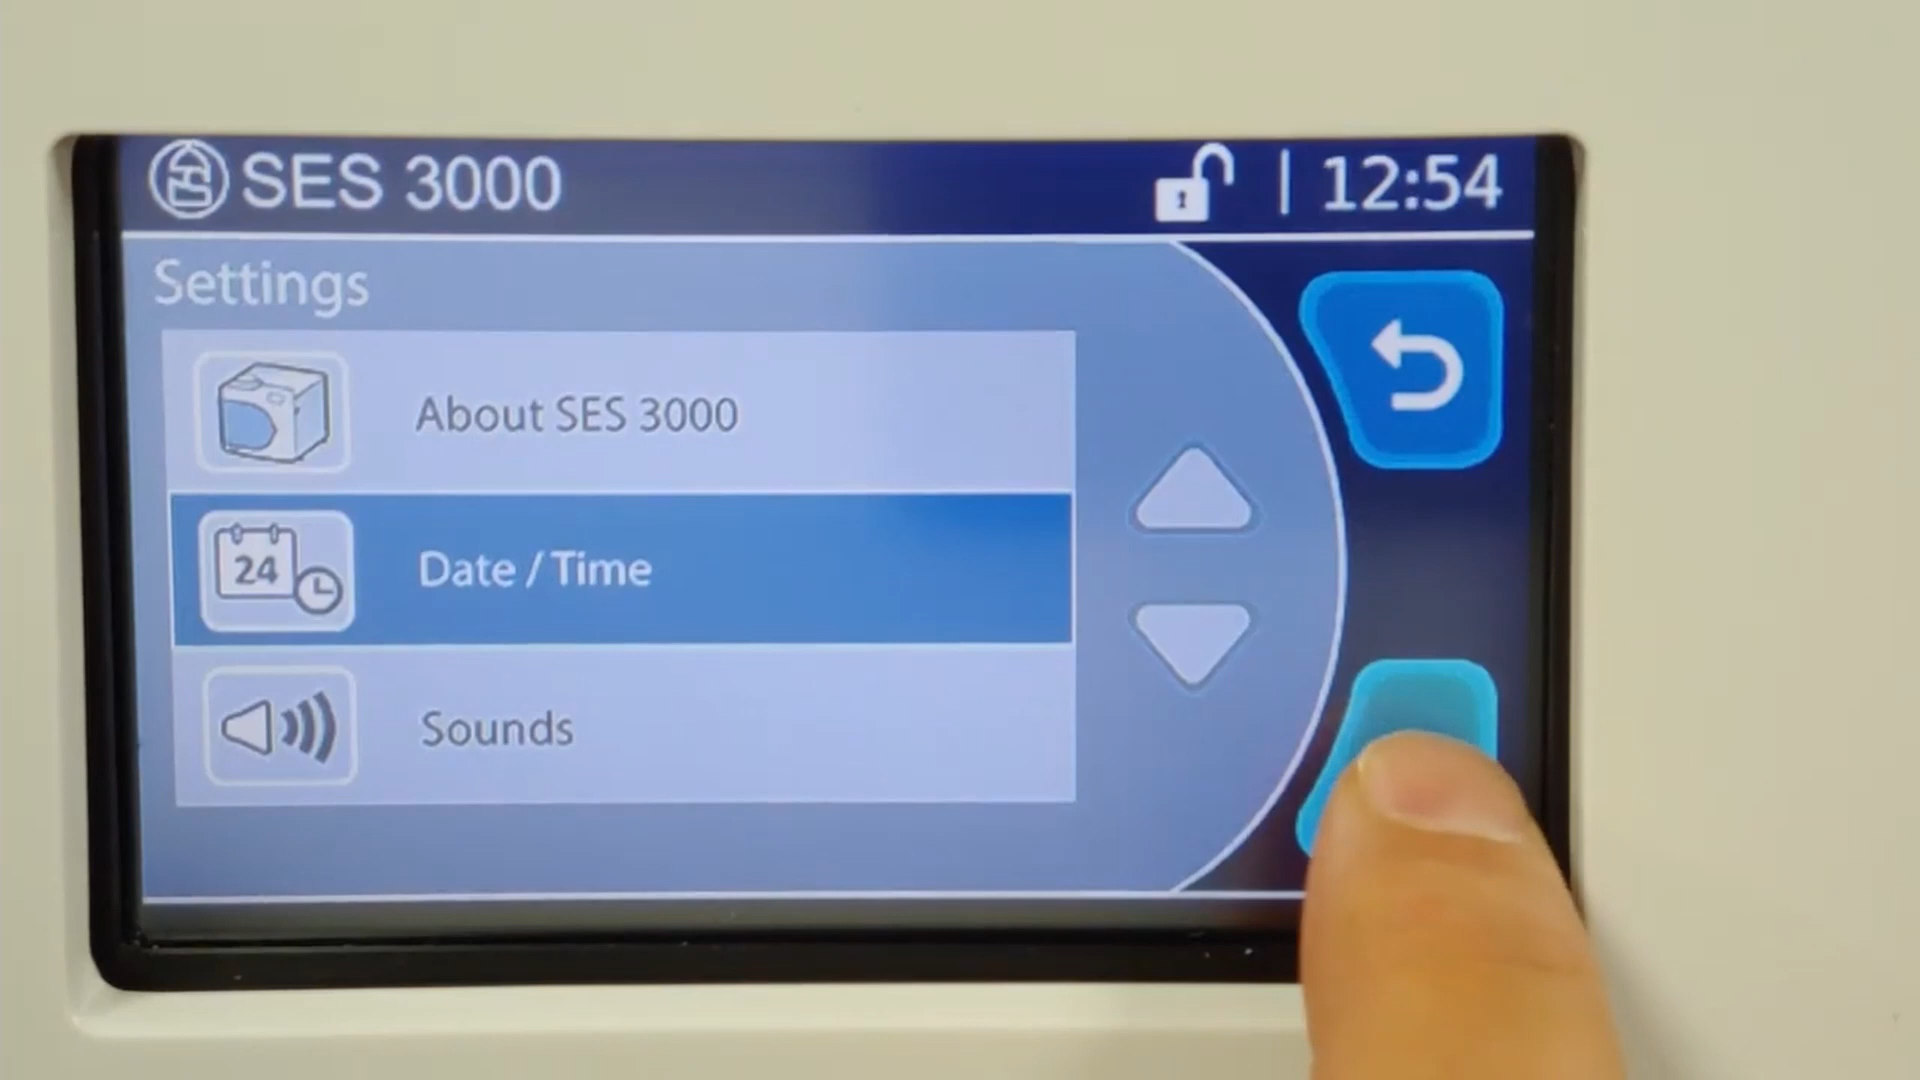 SES 3000 | 12:54
Settings
About SES 3000
24
Date / Time
Sounds